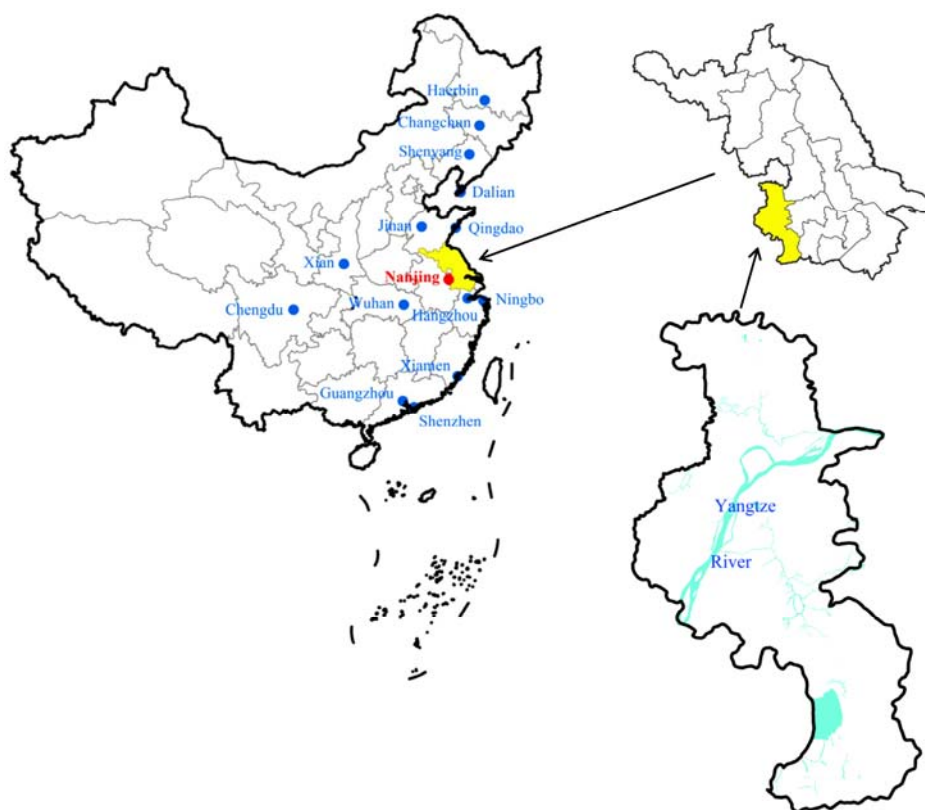 Haerbin
Changchun
Shenyang
Dalian
Jinan
Qingdao
Xian
Nanjing
Chengdu
Wuhan
Hangzhou
Ningbo
Xiamen
Guangzhou
Shenzhen
Yangtze
River